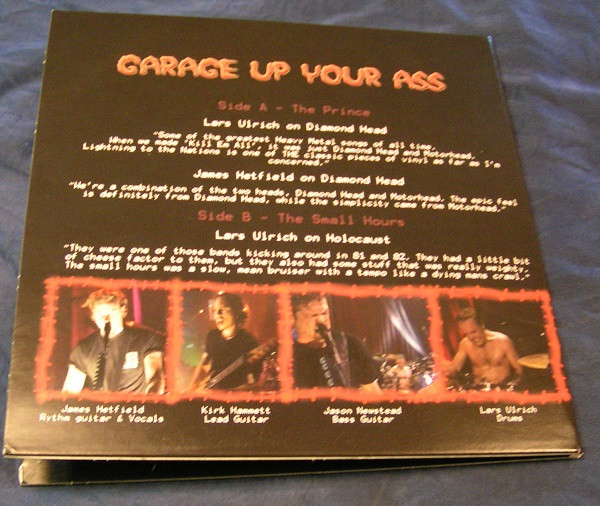 GARAGE UP YOUR ASS
Side A - The Prince
Lars Ulrich on Diamond Head
"Some of the greatest Heavy Metal songs of all time.
When we made 'Kill Em All', it was just Diamond Head and Motorhead.
Lightning to the Nations is one of THE classic pieces of vinyl as far as I'm
concerned."
James Hetfield on Diamond Head
"We're a combination of the two heads, Diamond Head and Motorhead. The epic feel
is definitely from Diamond Head, while the simplicity came from Motorhead."
Side B - The Small Hours
Lars Ulrich on Holocaust
"They were one of those bands kicking around in 81 and 82. They had a little bit
of cheese factor to them, but they also had some stuff that was really weighty.
The small hours was a slow, mean bruiser with a tempo like a dying mans crawl."
James Hetfield
Rythm guitar & Vocals
Kirk Hammett
Lead Guitar
Jason Newstead
Bass Guitar
Lars Ulrich
Drums